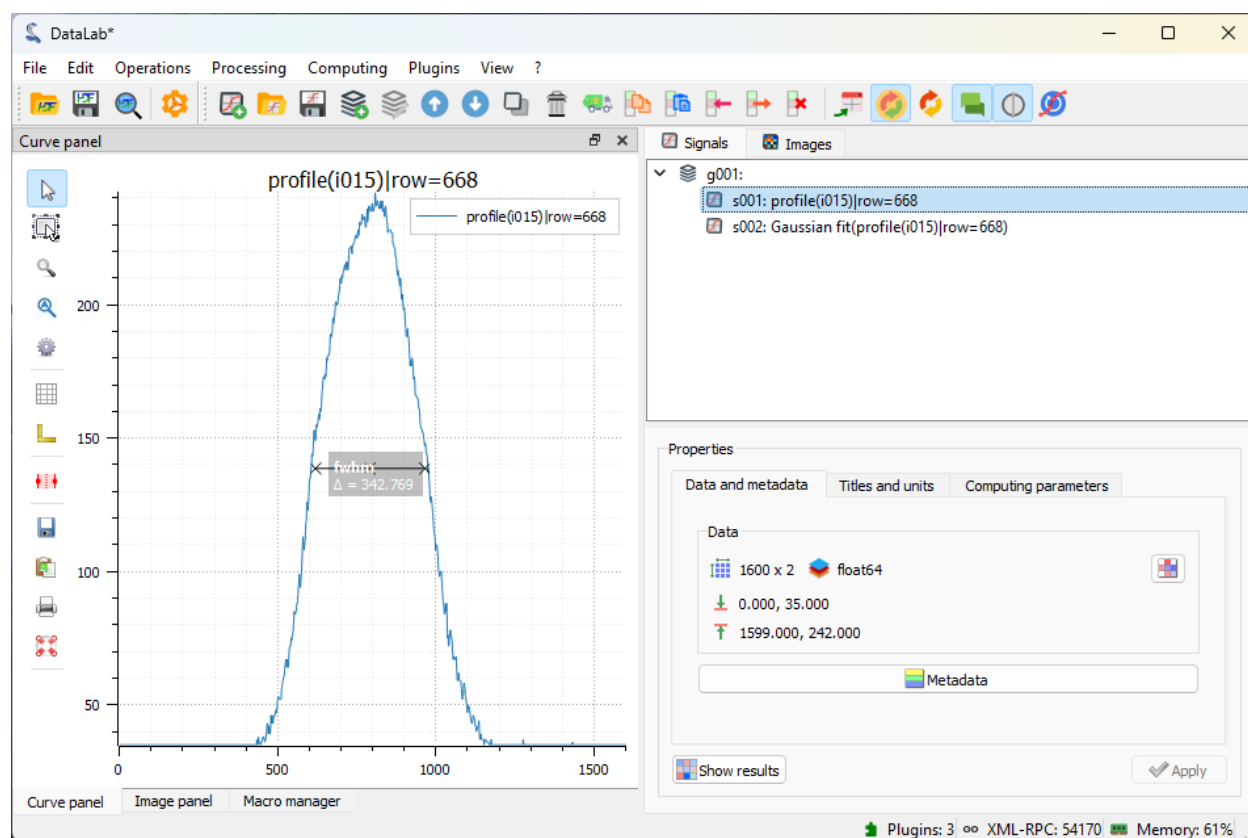 DataLab*
File Edit Operations Processing Computing Plugins View ?
Curve panel
Signals Images
profile(i015)|row=668
profile(i015)|row=668
200
150
100
50
0 500 1000 1500
fwhm
Δ = 342.769
g001:
s001: profile(i015)|row=668
s002: Gaussian fit(profile(i015)|row=668)
Properties
Data and metadata Titles and units Computing parameters
Data
1600 x 2 float64
0.000, 35.000
1599.000, 242.000
Metadata
Show results Apply
Curve panel Image panel Macro manager
Plugins: 3 XML-RPC: 54170 Memory: 61%